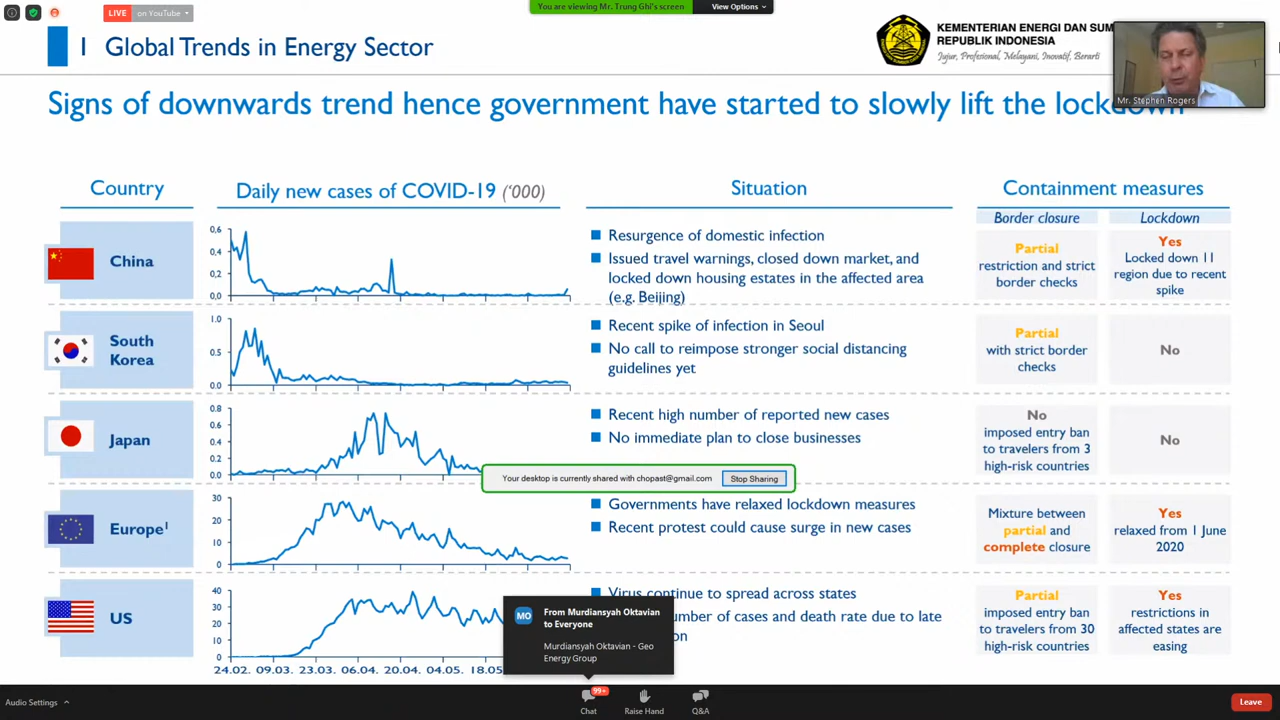 LIVE on YouTube
You are viewing Mr. Trung Ghi's screen
View Options
I Global Trends in Energy Sector
KEMENTERIAN ENERGI DAN SUM
REPUBLIK INDONESIA
Jujur, Profesional, Melayani, Inovatif, Berarti
Mr. Stephen Rogers
Signs of downwards trend hence government have started to slowly lift the lockdown
Country
Daily new cases of COVID-19 ('000)
Situation
Containment measures
Border closure
Lockdown
China
0,6
0,4
0,2
0,0
Resurgence of domestic infection
Issued travel warnings, closed down market, and
locked down housing estates in the affected area
(e.g. Beijing)
Partial
restriction and strict
border checks
Yes
Locked down 11
region due to recent
spike
South
Korea
1.0
0.5
0.0
Recent spike of infection in Seoul
No call to reimpose stronger social distancing
guidelines yet
Partial
with strict border
checks
No
Japan
0.8
0.6
0.4
0.2
0.0
Recent high number of reported new cases
No immediate plan to close businesses
No
imposed entry ban
to travelers from 3
high-risk countries
No
Your desktop is currently shared with chopast@gmail.com
Stop Sharing
Europe¹
30
20
10
0
Governments have relaxed lockdown measures
Recent protest could cause surge in new cases
Mixture between
partial and
complete closure
Yes
relaxed from 1 June
2020
US
40
30
20
10
0
Virus continue to spread across states
number of cases and death rate due to late
Partial
imposed entry ban
to travelers from 30
high-risk countries
Yes
restrictions in
affected states are
easing
24.02. 09.03. 23.03. 06.04. 20.04. 04.05. 18.05
MO
From Murdiansyah Oktavian
to Everyone
Murdiansyah Oktavian - Geo
Energy Group
Audio Settings
99+
Chat
Raise Hand
Q&A
Leave